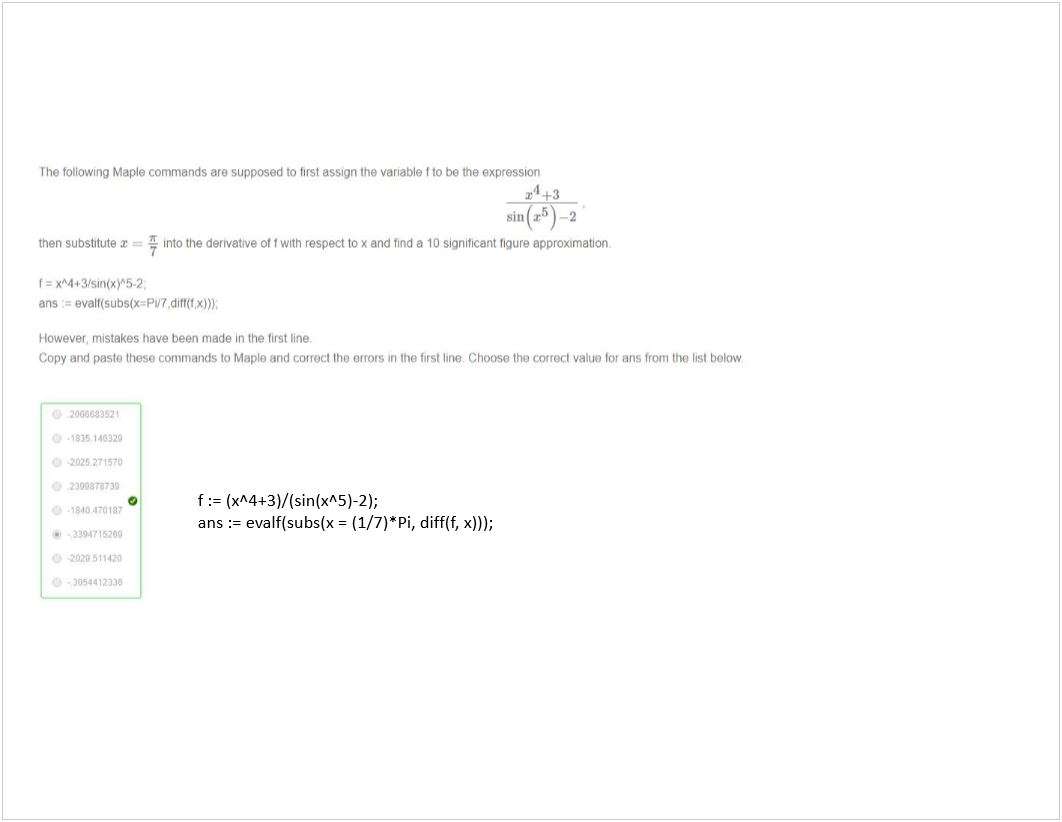 The following Maple commands are supposed to first assign the variable f to be the expression
x^4+3
sin(x^5)-2
.
then substitute x = π/7 into the derivative of f with respect to x and find a 10 significant figure approximation.
f = x^4+3/sin(x)^5-2;
ans := evalf(subs(x=Pi/7,diff(f,x)));
However, mistakes have been made in the first line.
Copy and paste these commands to Maple and correct the errors in the first line. Choose the correct value for ans from the list below.
.2066683521
-1835.146329
-2025.271570
.2399878739
-1840.470187
-.3394715269
-2029.511420
-.3054412336
f := (x^4+3)/(sin(x^5)-2);
ans := evalf(subs(x = (1/7)*Pi, diff(f, x)));